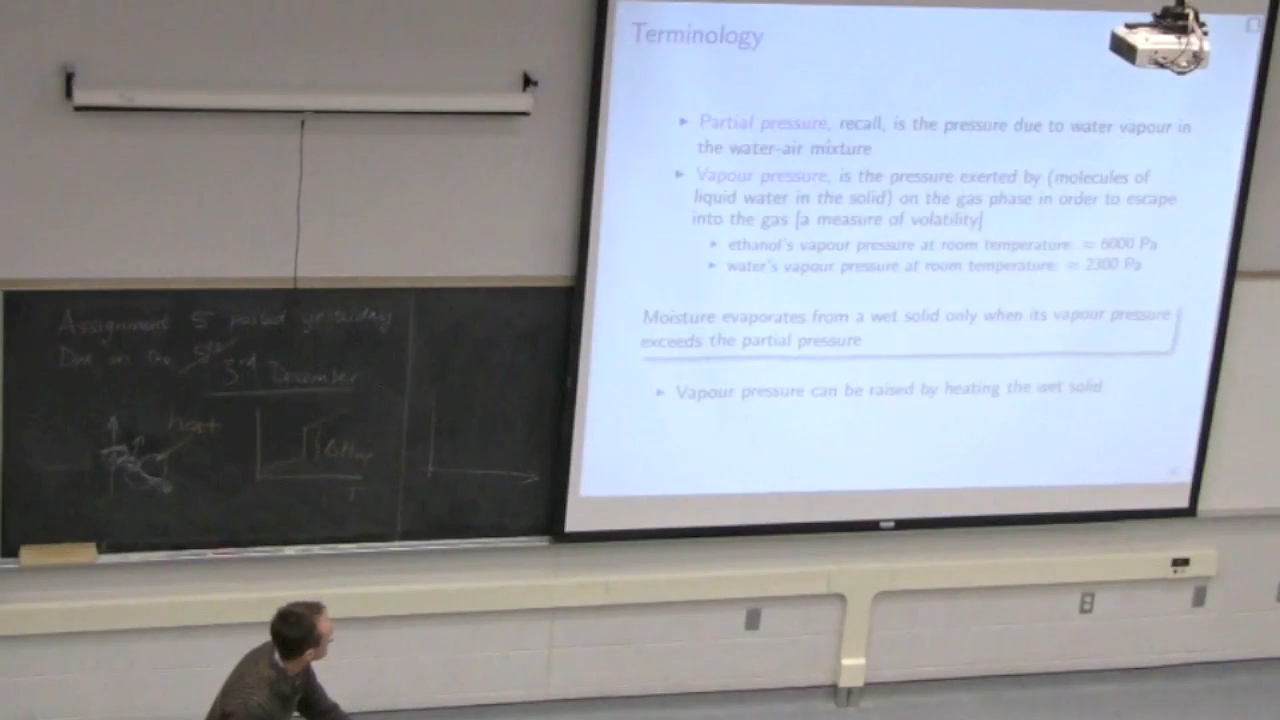 Terminology
▸ Partial pressure, recall, is the pressure due to water vapour in
the water-air mixture
▸ Vapour pressure, is the pressure exerted by (molecules of
liquid water in the solid) on the gas phase in order to escape
into the gas [a measure of volatility]
▸ ethanol's vapour pressure at room temperature: ≈ 6000 Pa
▸ water's vapour pressure at room temperature: ≈ 2300 Pa
Moisture evaporates from a wet solid only when its vapour pressure
exceeds the partial pressure
▸ Vapour pressure can be raised by heating the wet solid
Assignment 5 posted yesterday
Due on the 5th
3rd December
heat
ΔHvap
T